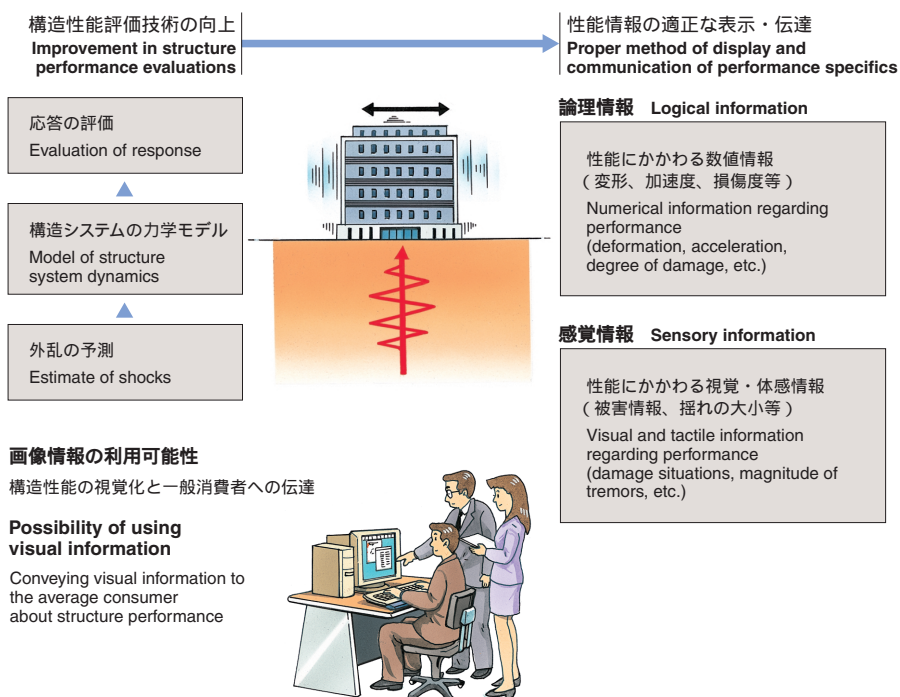 構造性能評価技術の向上
Improvement in structure
performance evaluations
性能情報の適正な表示・伝達
Proper method of display and
communication of performance specifics
応答の評価
Evaluation of response
構造システムの力学モデル
Model of structure
system dynamics
外乱の予測
Estimate of shocks
論理情報 Logical information
性能にかかわる数値情報
（変形、加速度、損傷度等）
Numerical information regarding
performance
(deformation, acceleration,
degree of damage, etc.)
感覚情報 Sensory information
性能にかかわる視覚・体感情報
（被害情報、揺れの大小等）
Visual and tactile information
regarding performance
(damage situations, magnitude of
tremors, etc.)
画像情報の利用可能性
構造性能の視覚化と一般消費者への伝達
Possibility of using
visual information
Conveying visual information to
the average consumer
about structure performance